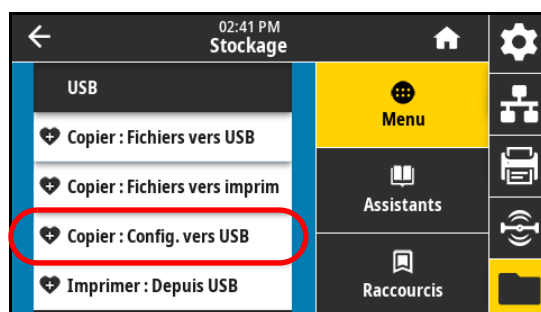 02:41 PM
Stockage
USB
Copier : Fichiers vers USB
Copier : Fichiers vers imprim
Copier : Config. vers USB
Imprimer : Depuis USB
Menu
Assistants
Raccourcis